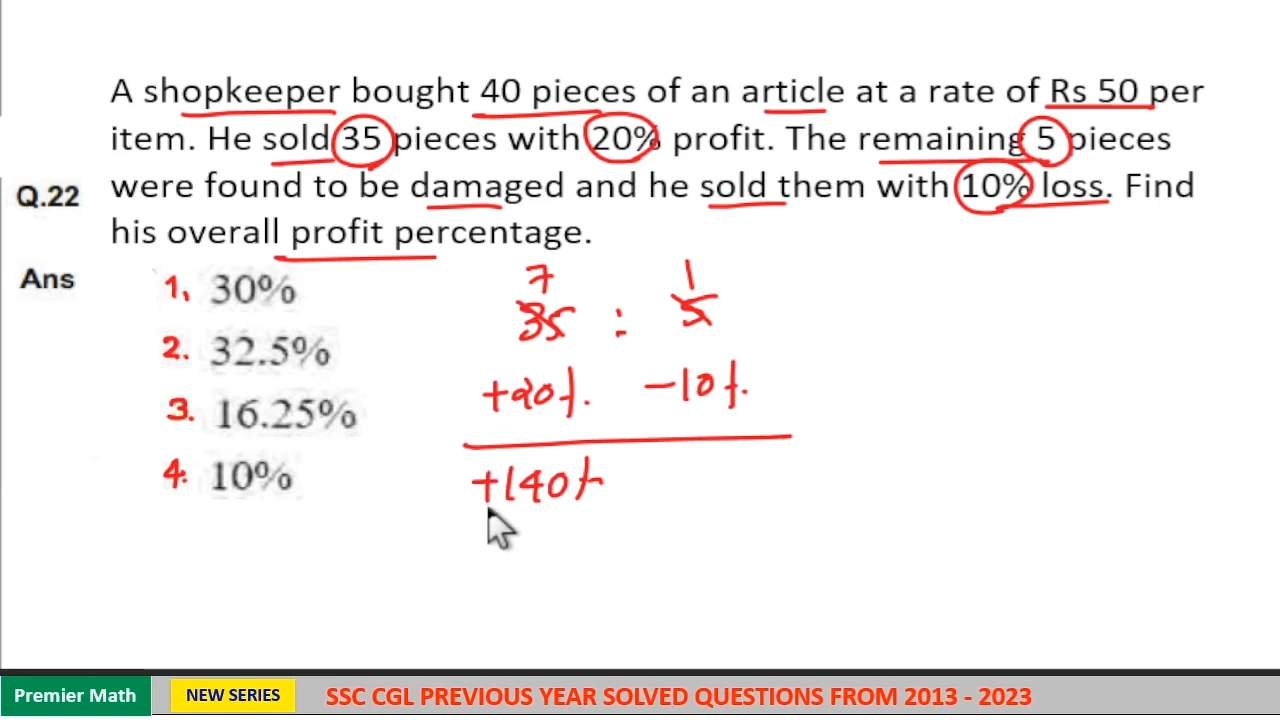 A shopkeeper bought 40 pieces of an article at a rate of Rs 50 per
item. He sold 35 pieces with 20% profit. The remaining 5 pieces
were found to be damaged and he sold them with 10% loss. Find
his overall profit percentage.
Q.22
Ans
1. 30%
2. 32.5%
3. 16.25%
4. 10%
7 1
35 : 5
+20% -10%
+140%
Premier Math
NEW SERIES
SSC CGL PREVIOUS YEAR SOLVED QUESTIONS FROM 2013 - 2023